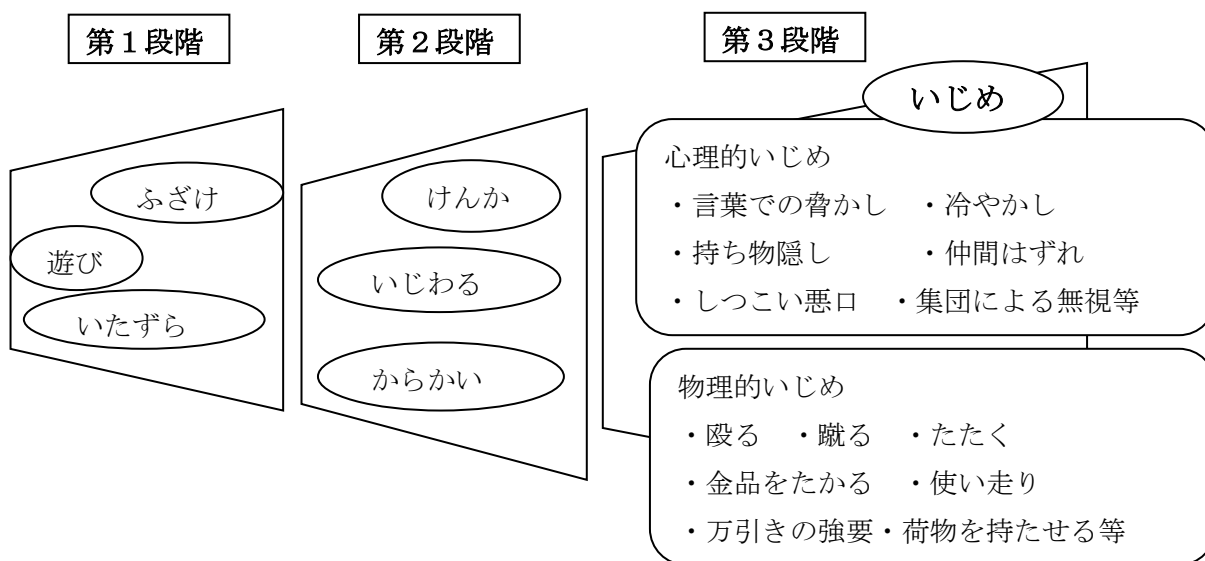 第１段階
第２段階
第３段階
ふざけ
遊び
いたずら
けんか
いじわる
からかい
いじめ
心理的いじめ
・言葉での脅かし　・冷やかし
・持ち物隠し　・仲間はずれ
・しつこい悪口　・集団による無視等
物理的いじめ
・殴る　・蹴る　・たたく
・金品をたかる　・使い走り
・万引きの強要・荷物を持たせる等